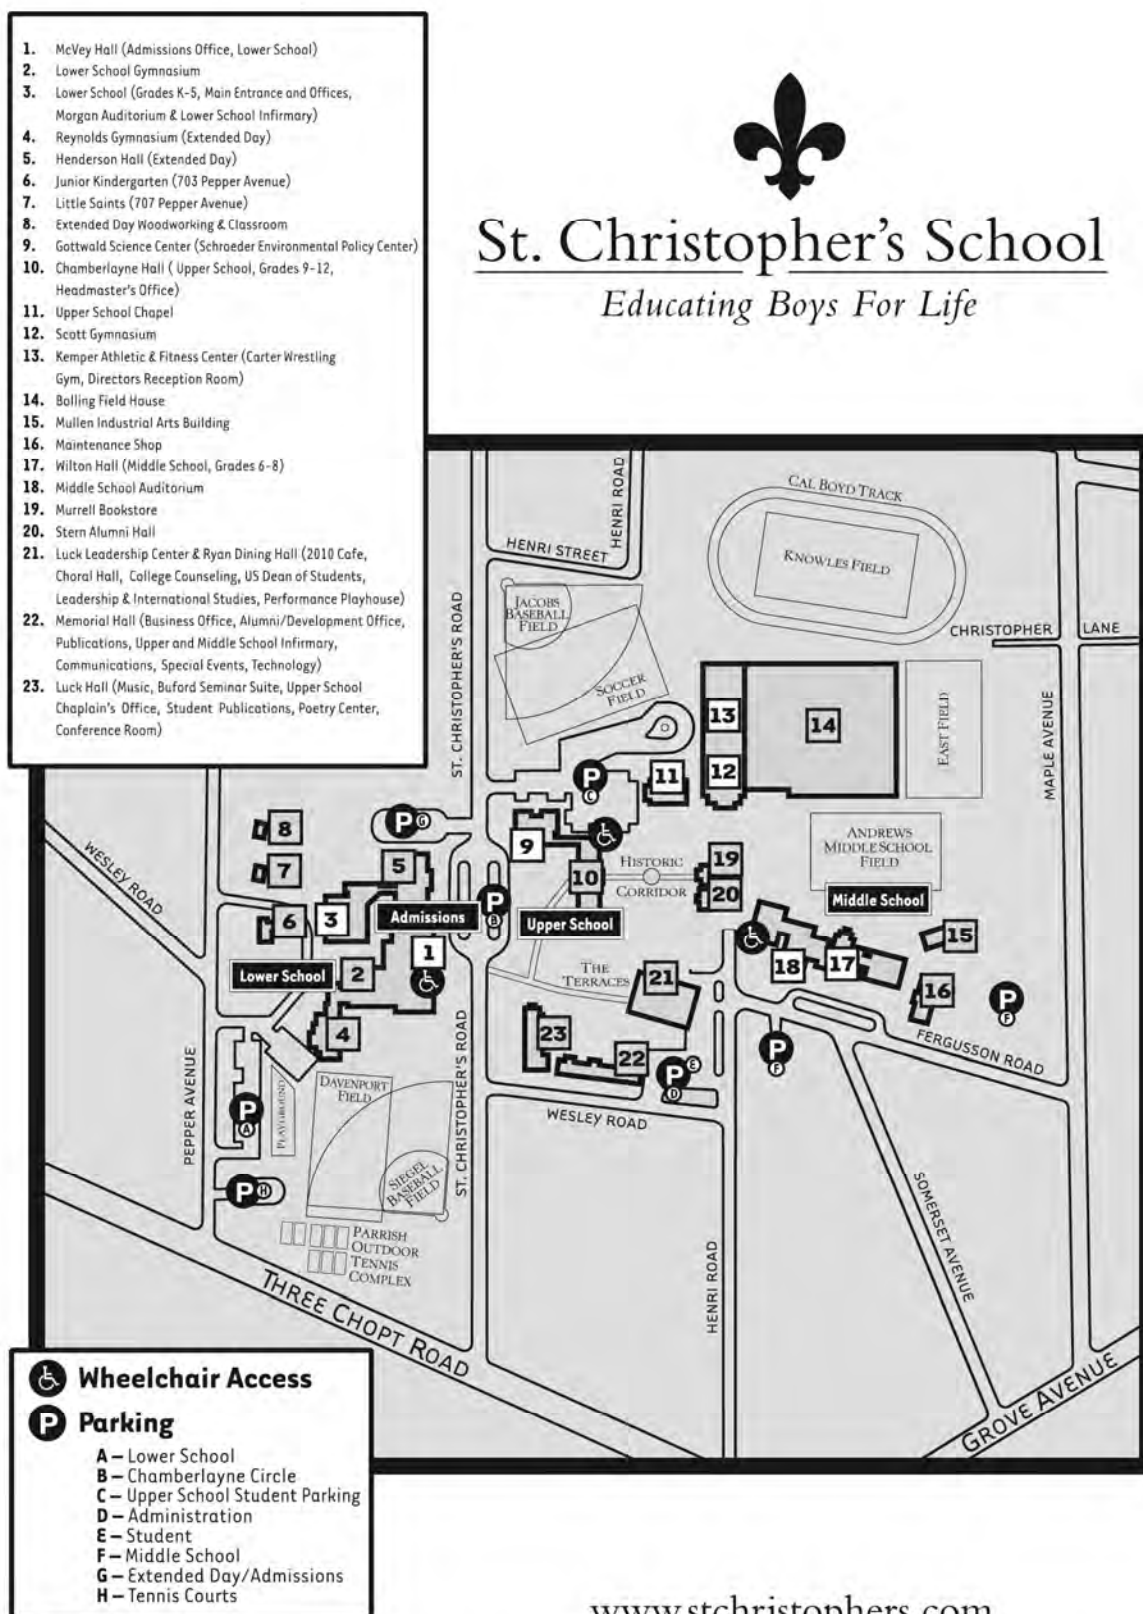 1. McVey Hall (Admissions Office, Lower School)
2. Lower School Gymnasium
3. Lower School (Grades K-5, Main Entrance and Offices,
Morgan Auditorium & Lower School Infirmary)
4. Reynolds Gymnasium (Extended Day)
5. Henderson Hall (Extended Day)
6. Junior Kindergarten (703 Pepper Avenue)
7. Little Saints (707 Pepper Avenue)
8. Extended Day Woodworking & Classroom
9. Gottwald Science Center (Schroeder Environmental Policy Center)
10. Chamberlayne Hall ( Upper School, Grades 9-12,
Headmaster's Office)
11. Upper School Chapel
12. Scott Gymnasium
13. Kemper Athletic & Fitness Center (Carter Wrestling
Gym, Directors Reception Room)
14. Bolling Field House
15. Mullen Industrial Arts Building
16. Maintenance Shop
17. Wilton Hall (Middle School, Grades 6-8)
18. Middle School Auditorium
19. Murrell Bookstore
20. Stern Alumni Hall
21. Luck Leadership Center & Ryan Dining Hall (2010 Cafe,
Choral Hall, College Counseling, US Dean of Students,
Leadership & International Studies, Performance Playhouse)
22. Memorial Hall (Business Office, Alumni/Development Office,
Publications, Upper and Middle School Infirmary,
Communications, Special Events, Technology)
23. Luck Hall (Music, Buford Seminar Suite, Upper School
Chaplain's Office, Student Publications, Poetry Center,
Conference Room)
St. Christopher's School
Educating Boys For Life
HENRI ROAD
HENRI STREET
CAL BOYD TRACK
KNOWLES FIELD
JACOBS
BASEBALL
FIELD
SOCCER
FIELD
ST. CHRISTOPHER'S ROAD
CHRISTOPHER LANE
MAPLE AVENUE
EAST FIELD
13
14
12
11
P
C
P
G
8
7
5
9
10
HISTORIC
CORRIDOR
19
20
ANDREWS
MIDDLE SCHOOL
FIELD
Middle School
WESLEY ROAD
6
3
Admissions
P
B
Upper School
1
Lower School
2
4
THE
TERRACES
21
18
17
15
16
P
F
P
F
FERGUSSON ROAD
23
22
P
E
D
WESLEY ROAD
PEPPER AVENUE
P
A
PLAYGROUND
DAVENPORT
FIELD
SIEGEL
BASEBALL
FIELD
ST. CHRISTOPHER'S ROAD
P
H
PARRISH
OUTDOOR
TENNIS
COMPLEX
THREE CHOPT ROAD
HENRI ROAD
SOMERSET AVENUE
GROVE AVENUE
Wheelchair Access
P Parking
A – Lower School
B – Chamberlayne Circle
C – Upper School Student Parking
D – Administration
E – Student
F – Middle School
G – Extended Day/Admissions
H – Tennis Courts
www.stchristophers.com